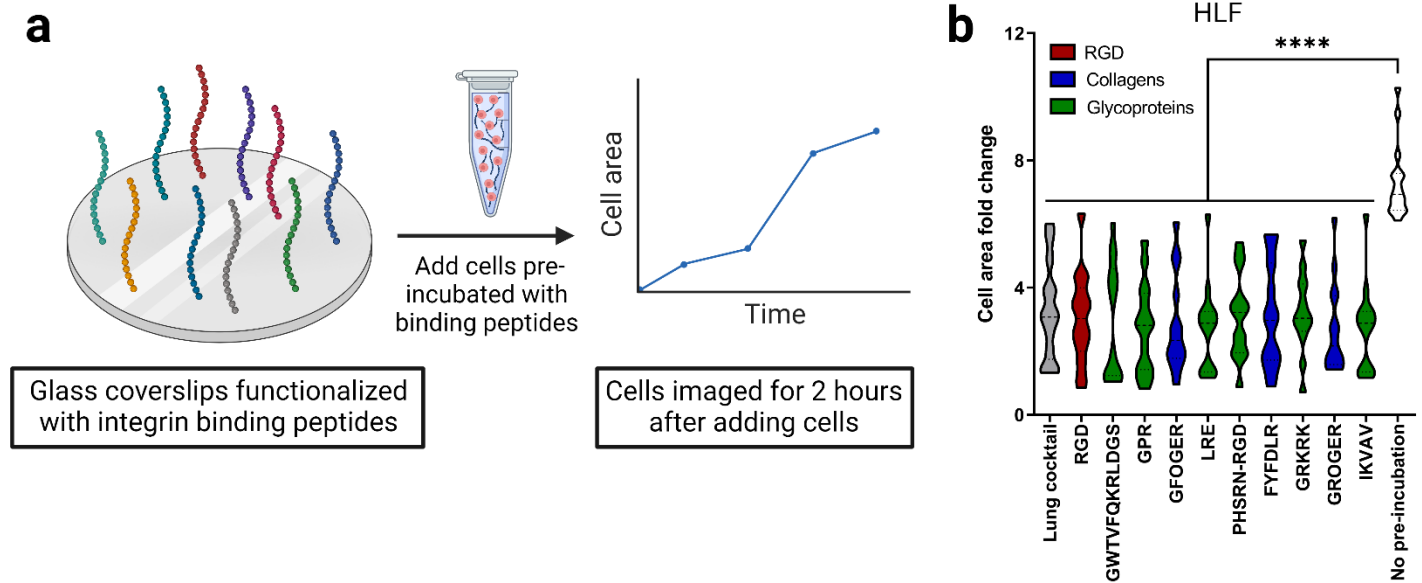 a
Add cells pre-
incubated with
binding peptides
Cell area
Time
Glass coverslips functionalized
with integrin binding peptides
Cells imaged for 2 hours
after adding cells
b
HLF
****
RGD
Collagens
Glycoproteins
Cell area fold change
12
8
4
0
Lung cocktail
RGD
GWTVFQKRLDGS
GPR
GFOGER
LRE
PHSRN-RGD
FYFDLR
GRKRK
GROGER
IKVAV
No pre-incubation